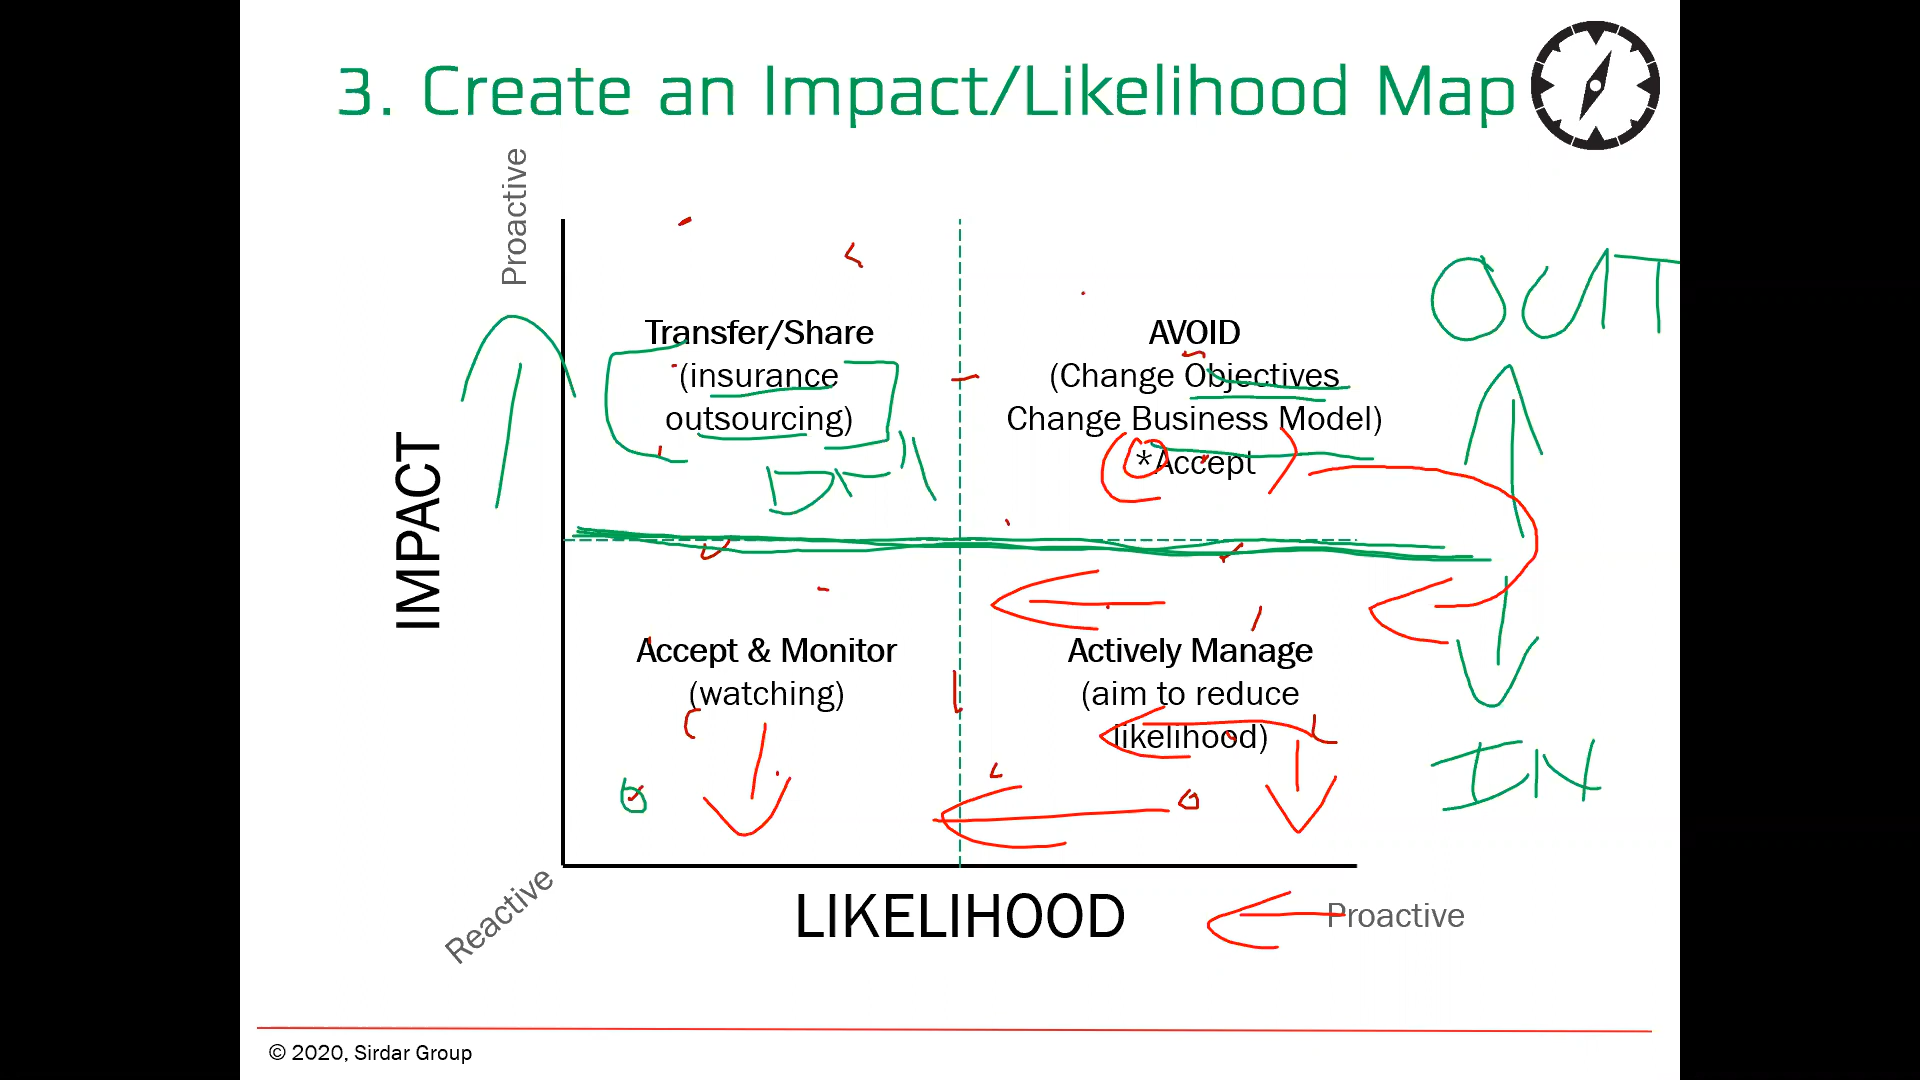 3. Create an Impact/Likelihood Map
Proactive
OUT
Transfer/Share
(insurance
outsourcing)
AVOID
(Change Objectives
Change Business Model)
*Accept
IMPACT
Accept & Monitor
(watching)
Actively Manage
(aim to reduce
likelihood)
IN
Reactive
LIKELIHOOD
Proactive
© 2020, Sirdar Group